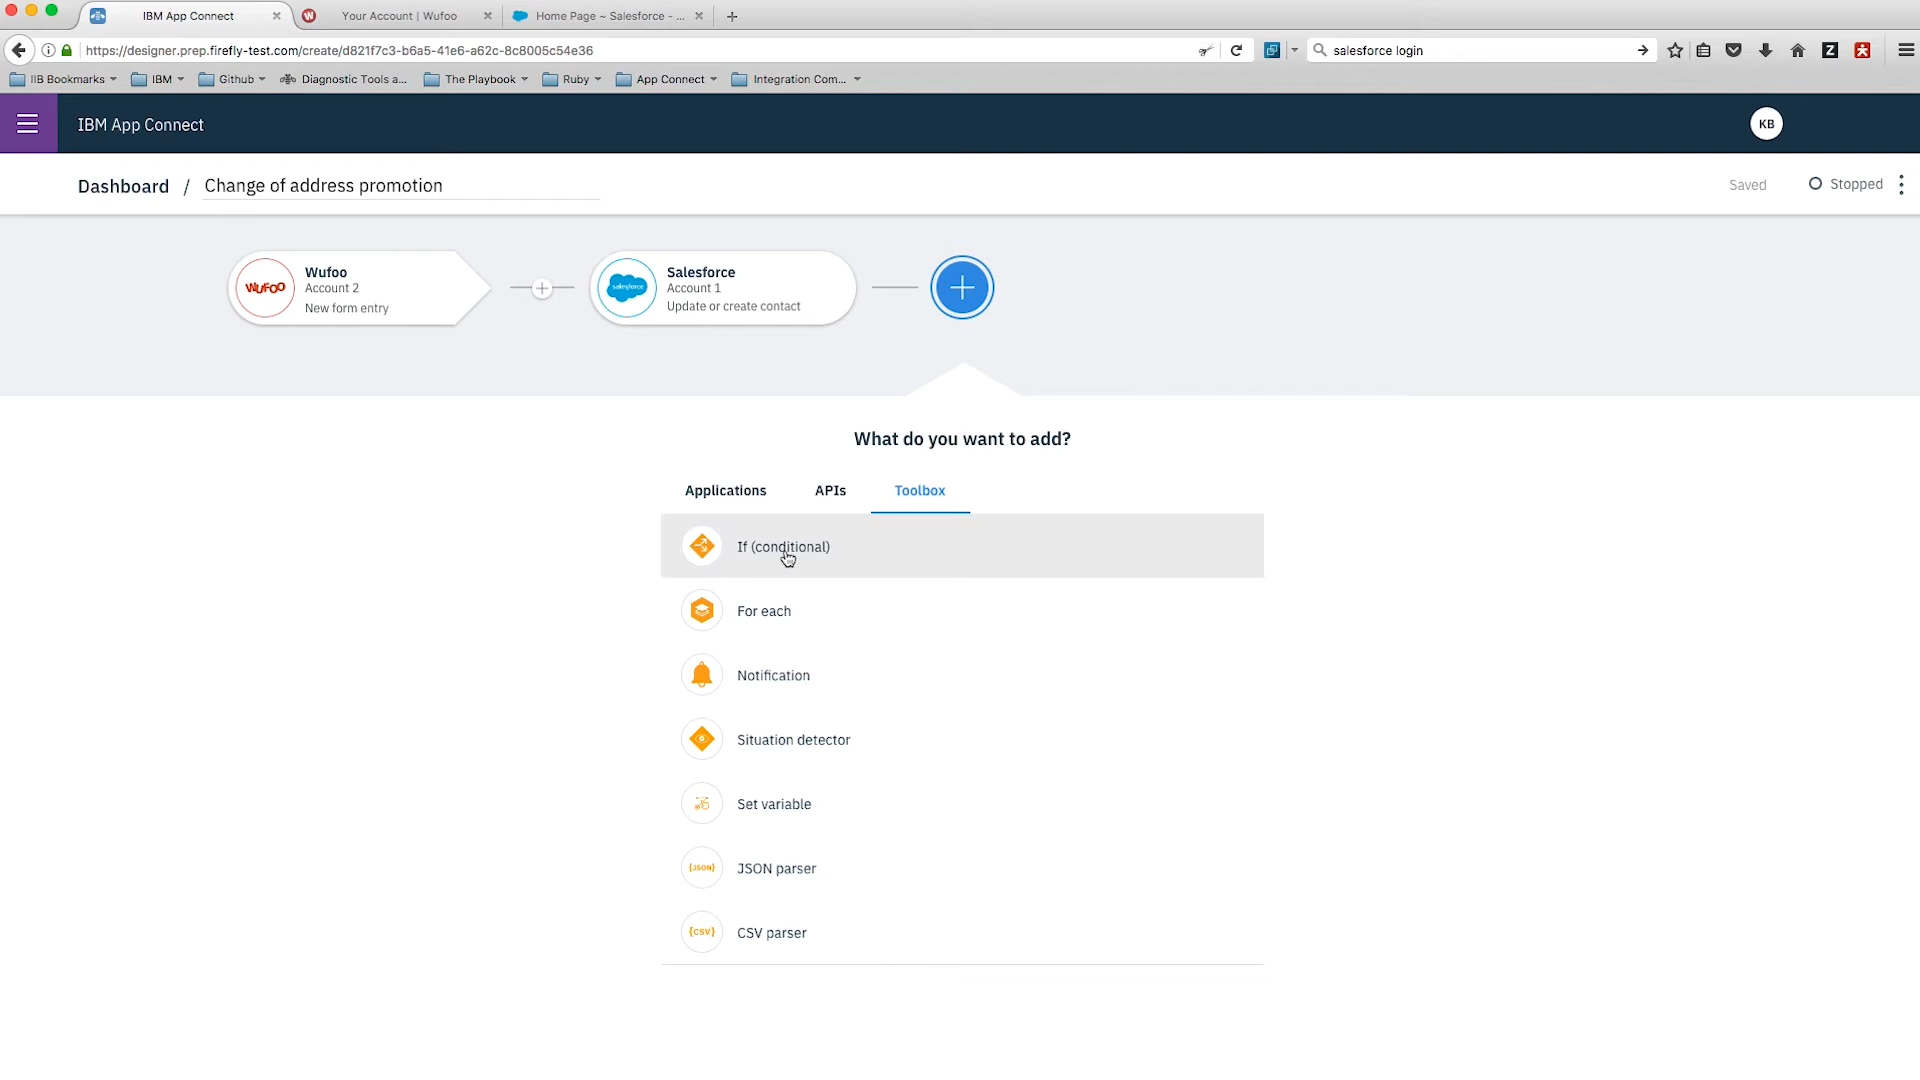 IBM App Connect
Your Account | Wufoo
Home Page ~ Salesforce - ...
https://designer.prep.firefly-test.com/create/d821f7c3-b6a5-41e6-a62c-8c8005c54e36
salesforce login
IIB Bookmarks
IBM
Github
Diagnostic Tools a...
The Playbook
Ruby
App Connect
Integration Com...
IBM App Connect
KB
Dashboard / Change of address promotion
Saved
Stopped
WUFOO
Wufoo
Account 2
New form entry
salesforce
Salesforce
Account 1
Update or create contact
What do you want to add?
Applications
APIs
Toolbox
If (conditional)
For each
Notification
Situation detector
Set variable
{JSON}
JSON parser
{CSV}
CSV parser